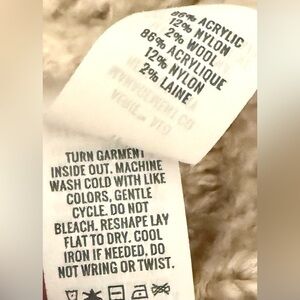 86% ACRYLIC
12% NYLON
2% WOOL
86% ACRYLIQUE
12% NYLON
2% LAINE
TURN GARMENT
INSIDE OUT. MACHINE
WASH COLD WITH LIKE
COLORS, GENTLE
CYCLE. DO NOT
BLEACH. RESHAPE LAY
FLAT TO DRY. COOL
IRON IF NEEDED, DO
NOT WRING OR TWIST.